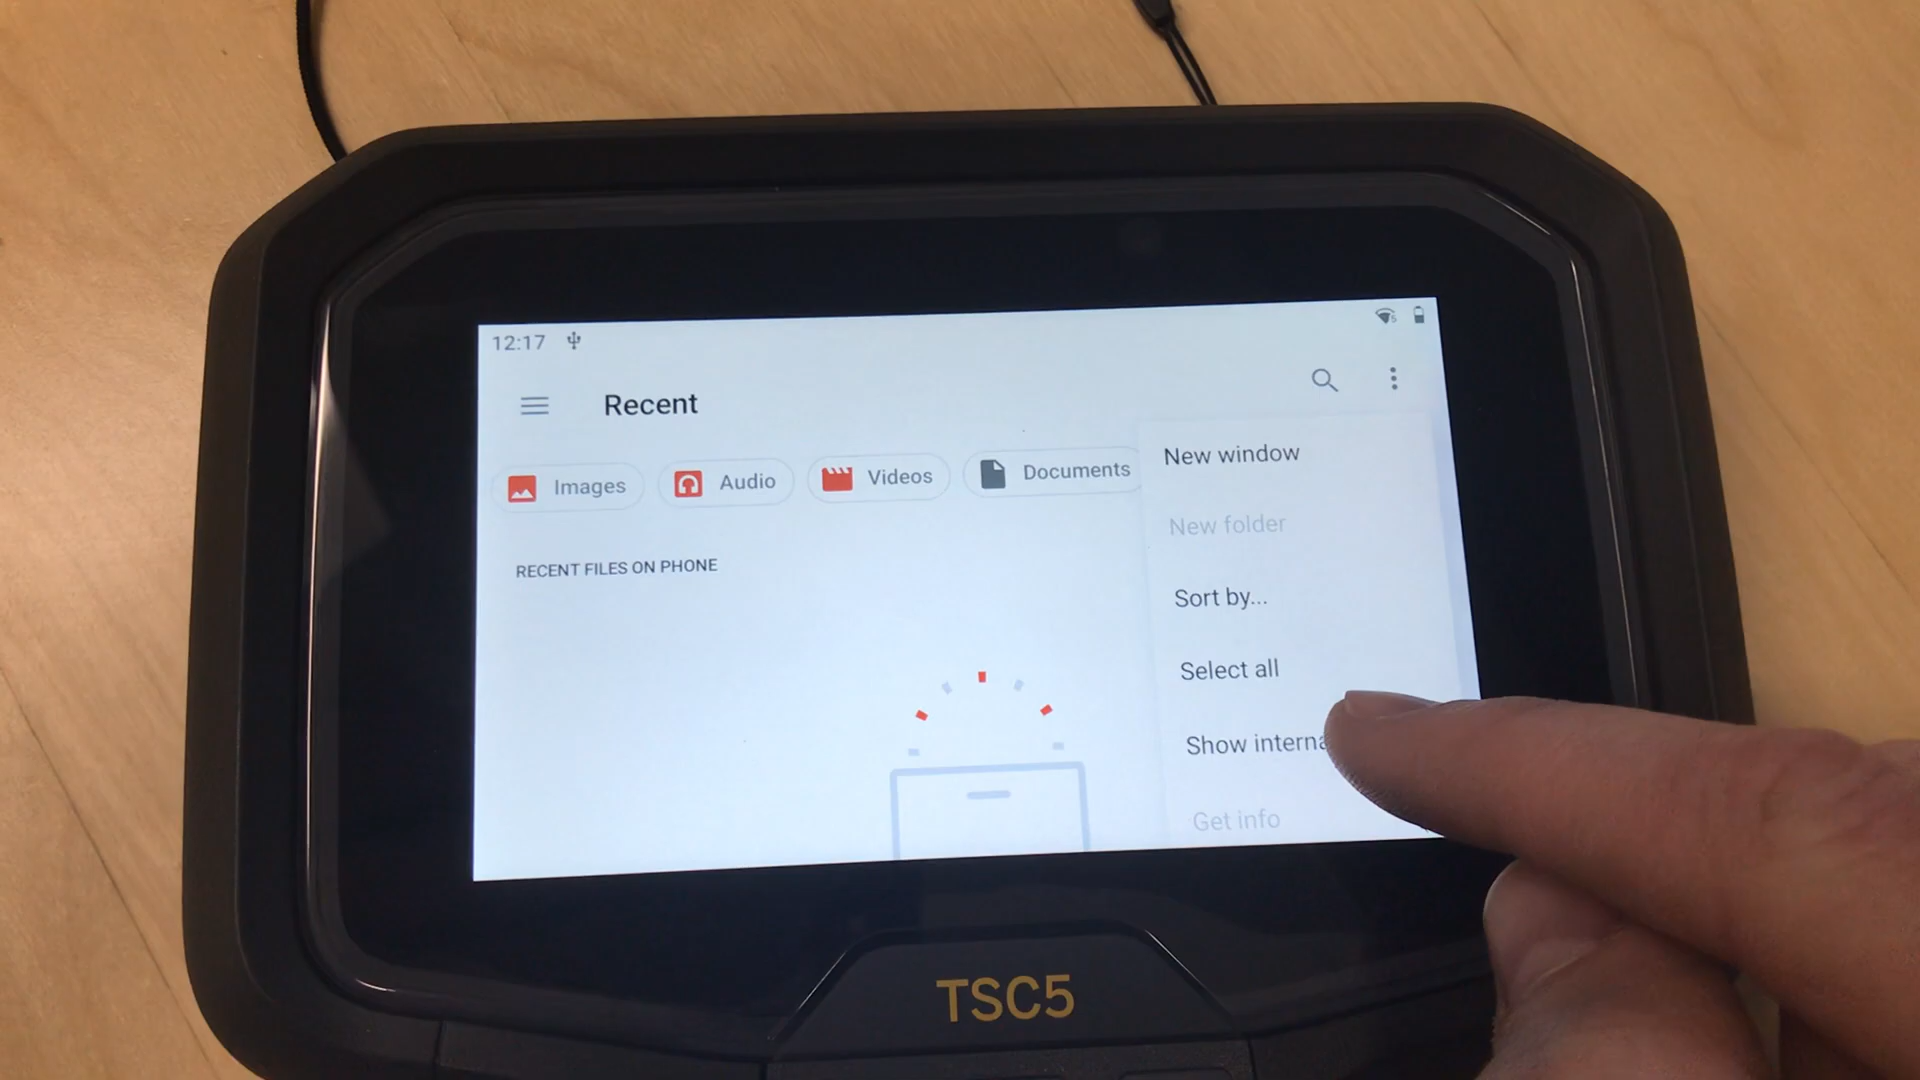 12:17
Recent
Images
Audio
Videos
Documents
RECENT FILES ON PHONE
New window
New folder
Sort by...
Select all
Show
Get info
TSC5